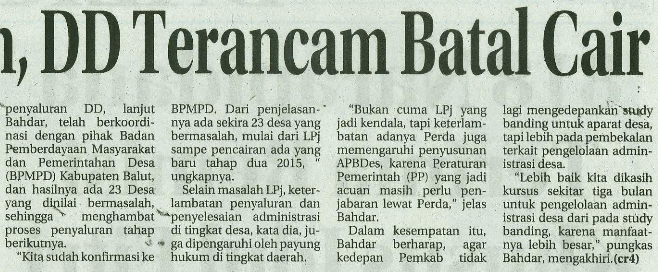 n, DD Terancam Batal Cair
penyaluran DD, lanjut
Bahdar, telah berkoordi-
nasi dengan pihak Badan
Pemberdayaan Masyarakat
dan Pemerintahan Desa
(BPMPD) Kabupaten Balut,
dan hasilnya ada 23 Desa
yang dinilai bermasalah,
sehingga menghambat
proses penyaluran tahap
berikutnya.
"Kita sudah konfirmasi ke
BPMPD. Dari penjelasan-
nya ada sekira 23 desa yang
bermasalah, mulai dari LPj
sampe pencairan ada yang
baru tahap dua 2015, "
ungkapnya.
Selain masalah LPj, keter-
lambatan penyaluran dan
penyelesaian administrasi
di tingkat desa, kata dia, ju-
ga dipengaruhi oleh payung
hukum di tingkat daerah.
"Bukan cuma LPj yang
jadi kendala, tapi keterlam-
batan adanya Perda juga
memengaruhi penyusunan
APBDes, karena Peraturan
Pemerintah (PP) yang jadi
acuan masih perlu pen-
jabaran lewat Perda," jelas
Bahdar.
Dalam kesempatan itu,
Bahdar berharap, agar
kedepan Pemkab tidak
lagi mengedepankan study
banding untuk aparat desa,
tapi lebih pada pembekalan
terkait pengelolaan admin-
istrasi desa.
"Lebih baik kita dikasih
kursus sekitar tiga bulan
untuk pengelolaan admin-
istrasi desa dari pada study
banding, karena manfaat-
nya lebih besar," pungkas
Bahdar, mengakhiri.(cr4)